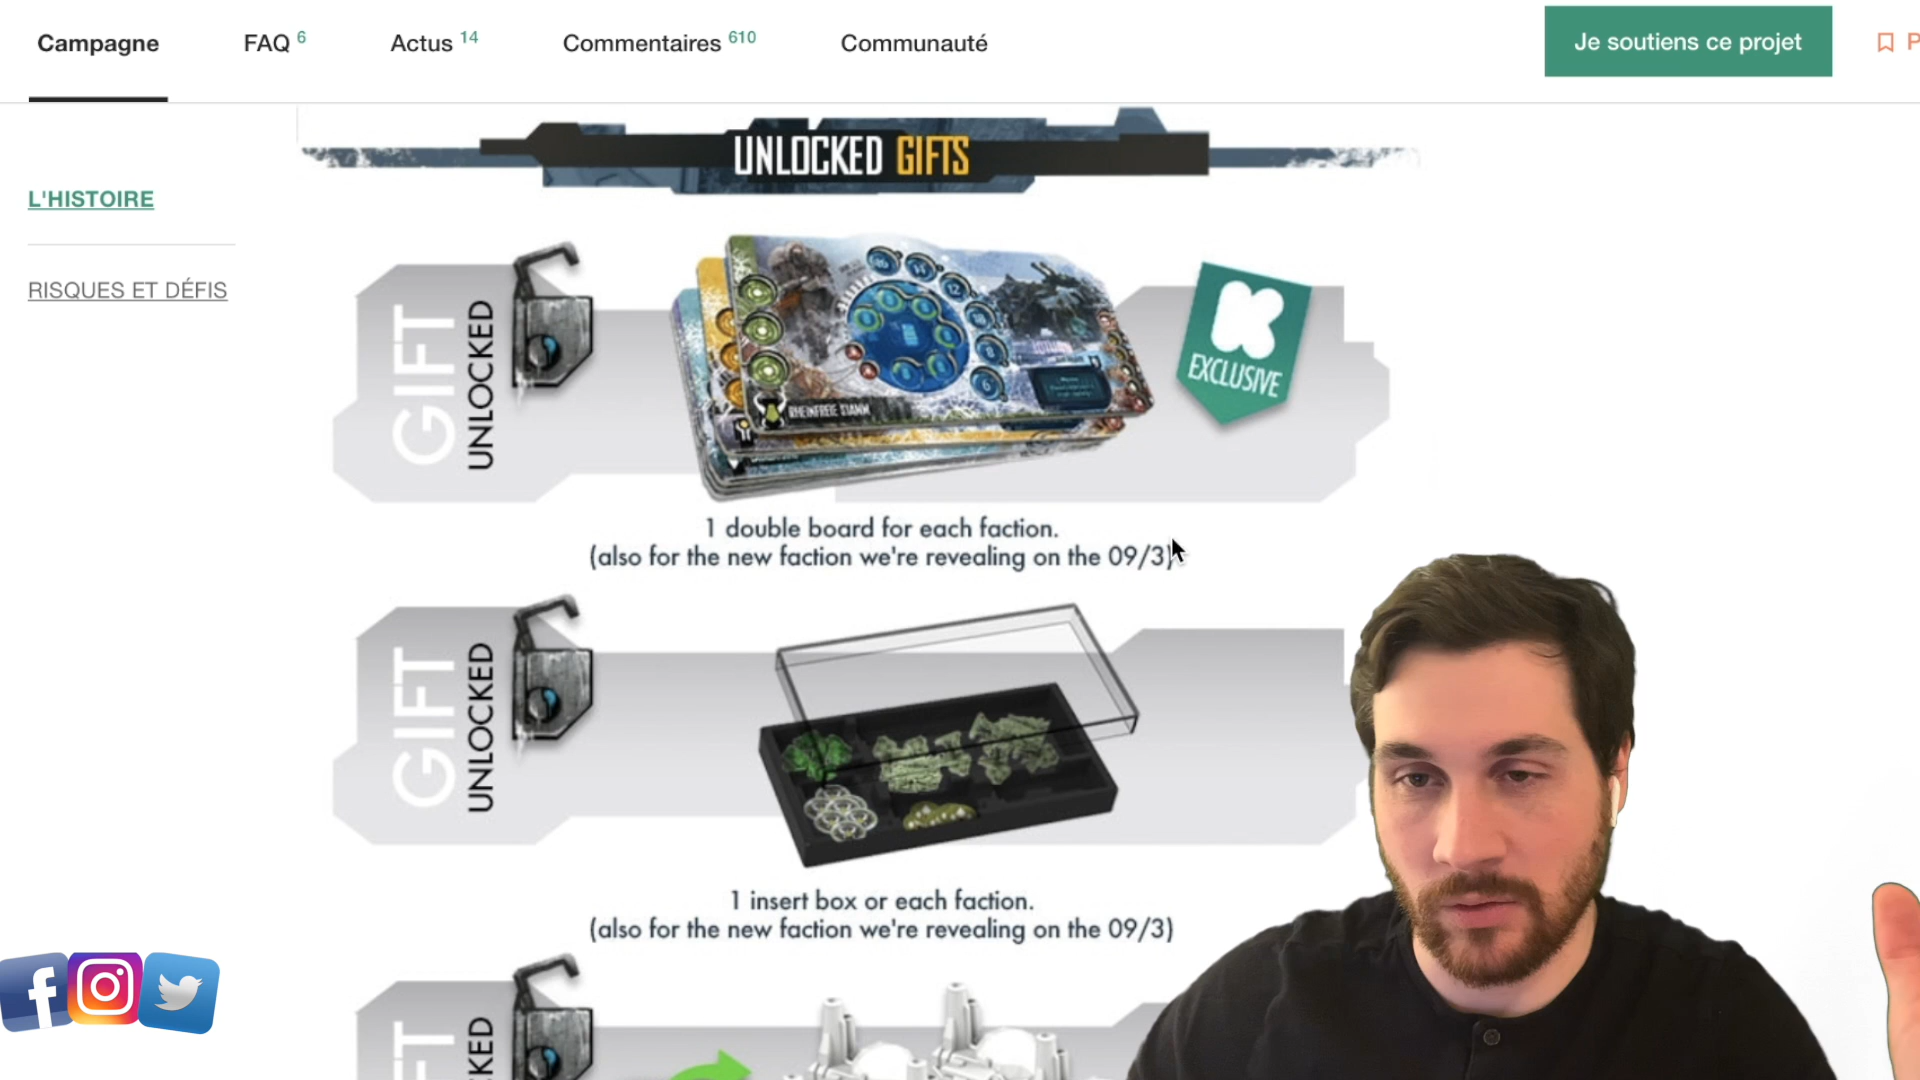 Campagne
FAQ 6
Actus 14
Commentaires 610
Communauté
Je soutiens ce projet
P
L'HISTOIRE
RISQUES ET DÉFIS
UNLOCKED GIFTS
GIFT
UNLOCKED
RHEINFREIE STAMM
EXCLUSIVE
1 double board for each faction.
(also for the new faction we're revealing on the 09/3)
GIFT
UNLOCKED
1 insert box or each faction.
(also for the new faction we're revealing on the 09/3)